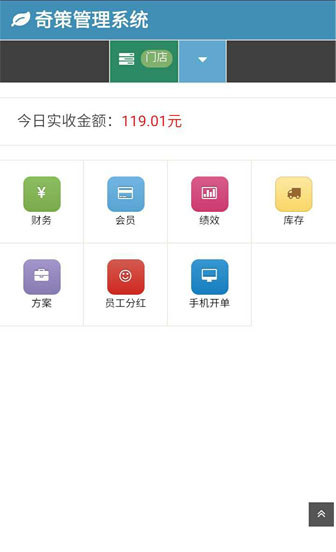 奇策管理系统
门店
今日实收金额：119.01元
财务 会员 绩效 库存
方案 员工分红 手机开单